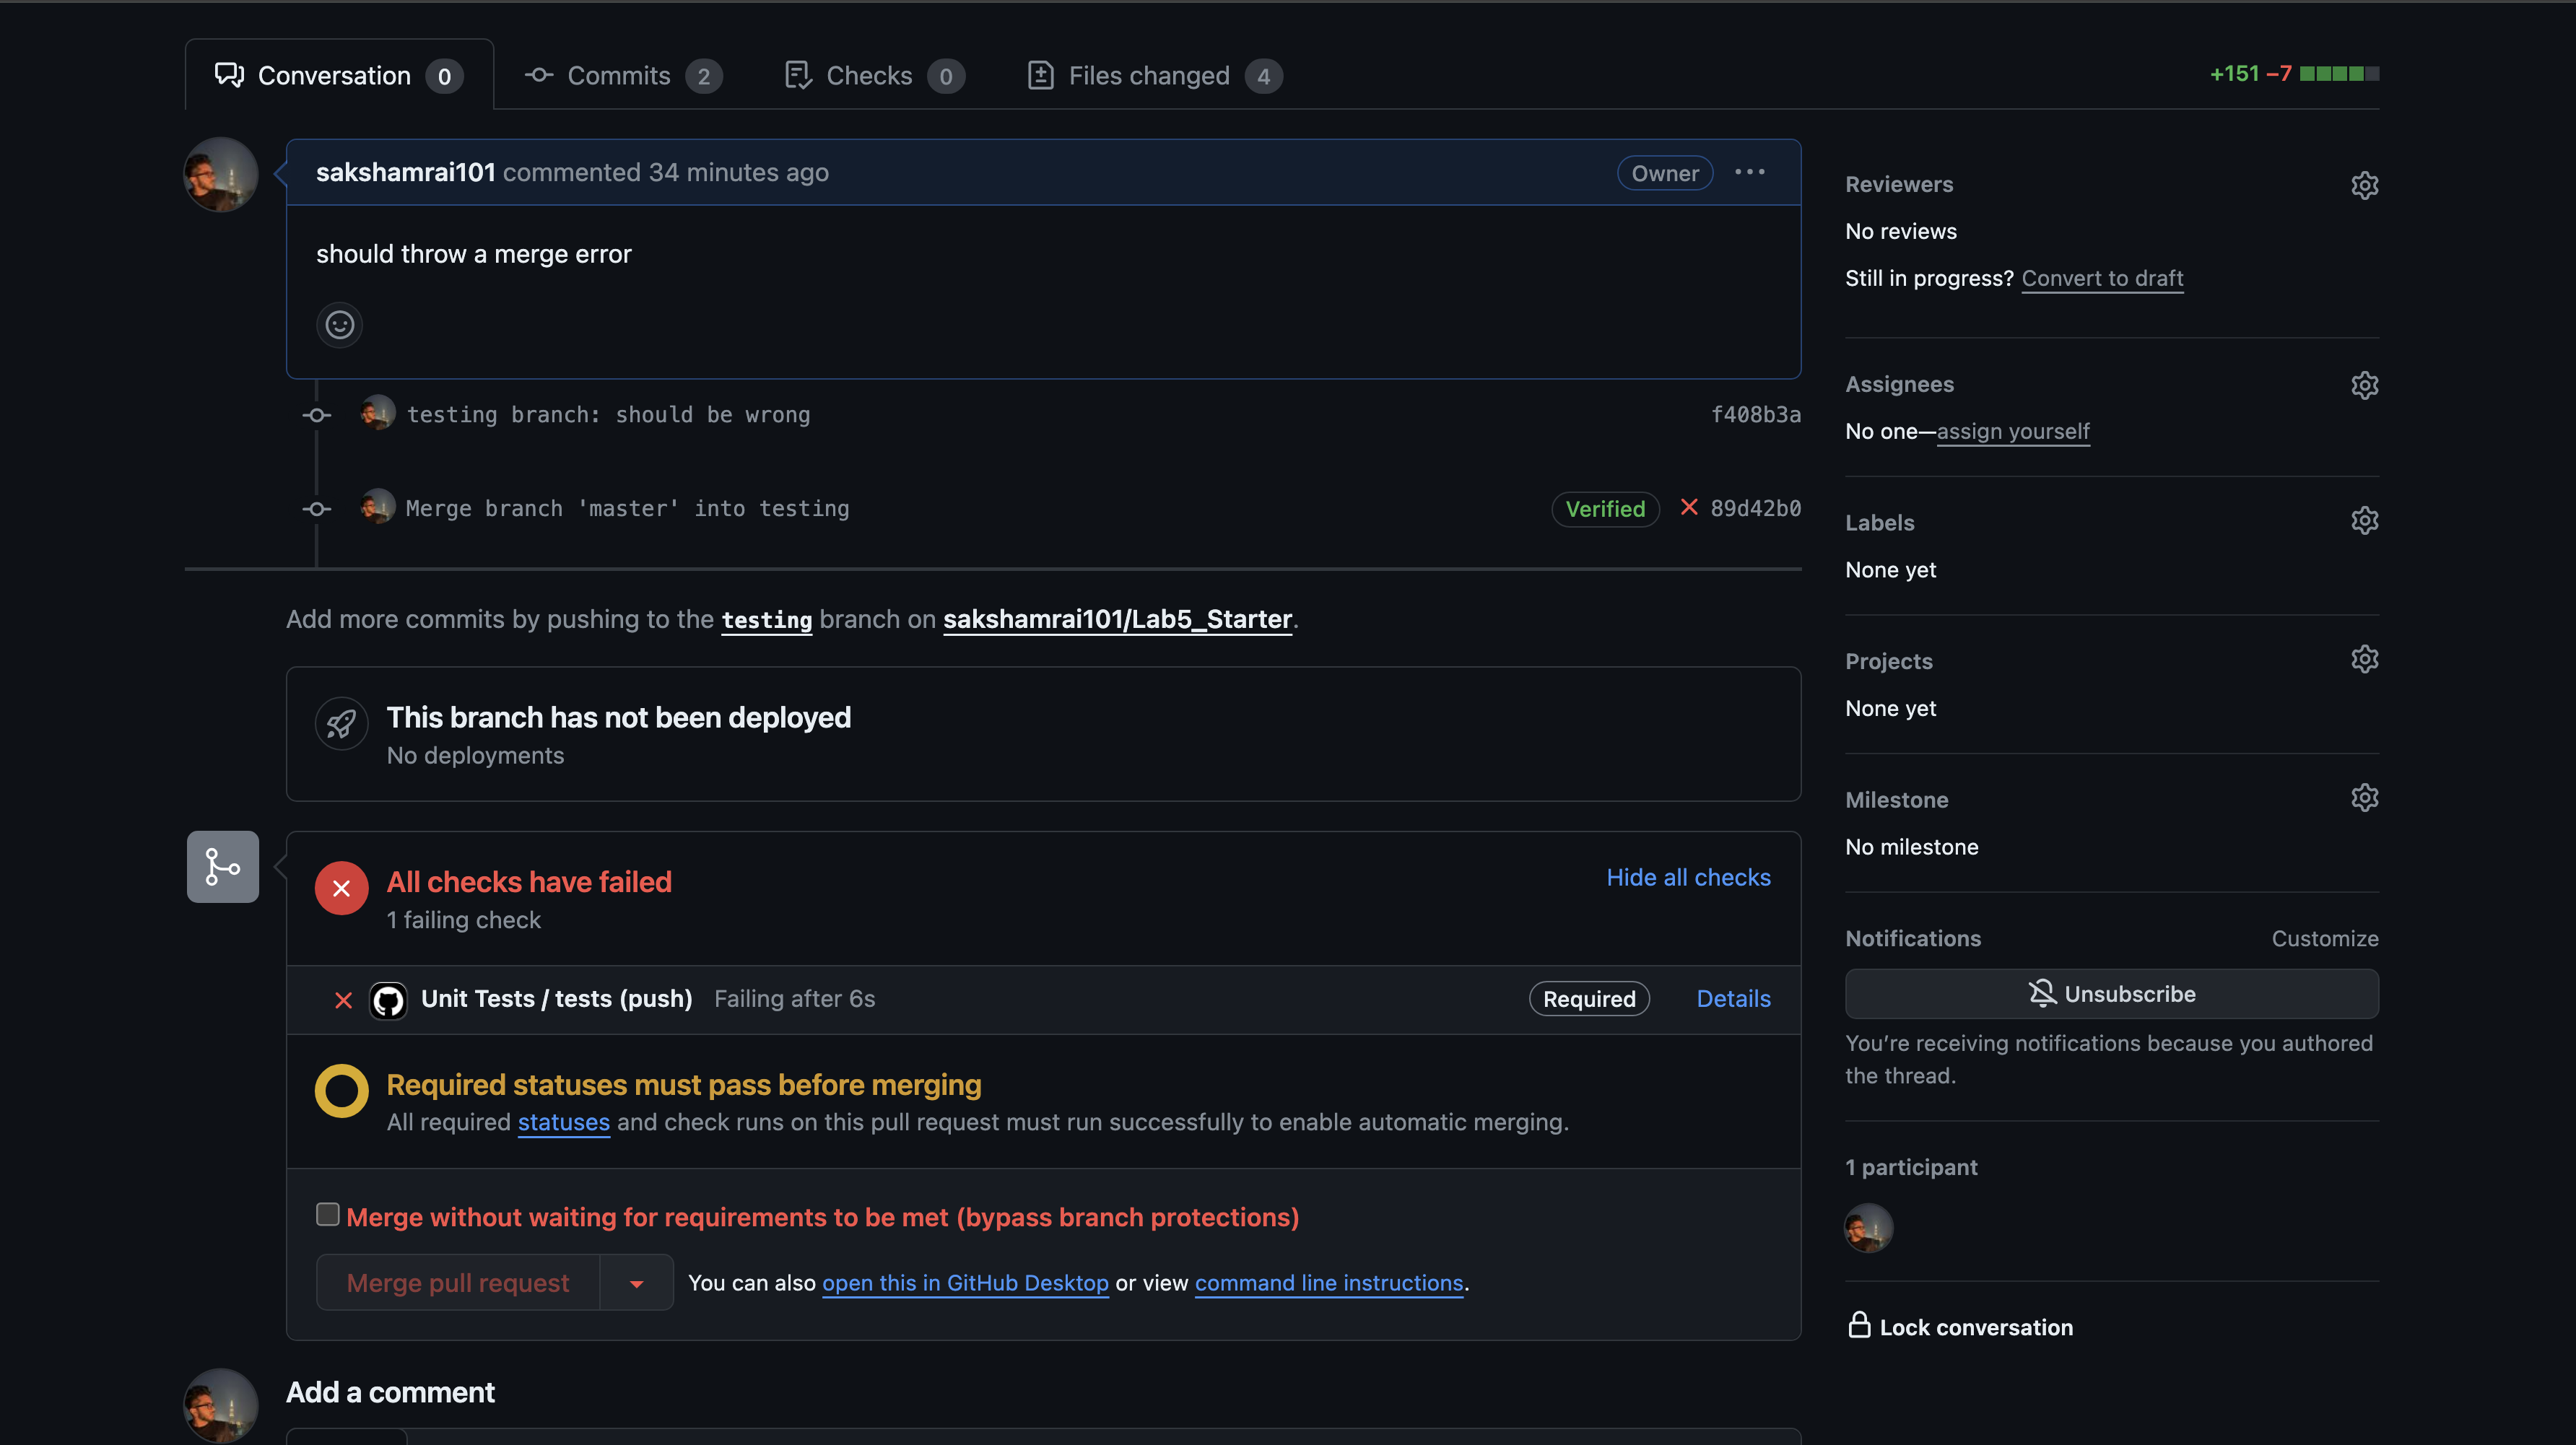 Conversation 0 Commits 2 Checks 0 Files changed 4 +151 −7
sakshamrai101 commented 34 minutes ago Owner
should throw a merge error
testing branch: should be wrong f408b3a
Merge branch 'master' into testing Verified 89d42b0
Add more commits by pushing to the testing branch on sakshamrai101/Lab5_Starter.
This branch has not been deployed
No deployments
All checks have failed Hide all checks
1 failing check
Unit Tests / tests (push) Failing after 6s Required Details
Required statuses must pass before merging
All required statuses and check runs on this pull request must run successfully to enable automatic merging.
Merge without waiting for requirements to be met (bypass branch protections)
Merge pull request You can also open this in GitHub Desktop or view command line instructions.
Add a comment
Reviewers
No reviews
Still in progress? Convert to draft
Assignees
No one—assign yourself
Labels
None yet
Projects
None yet
Milestone
No milestone
Notifications Customize
Unsubscribe
You’re receiving notifications because you authored
the thread.
1 participant
Lock conversation